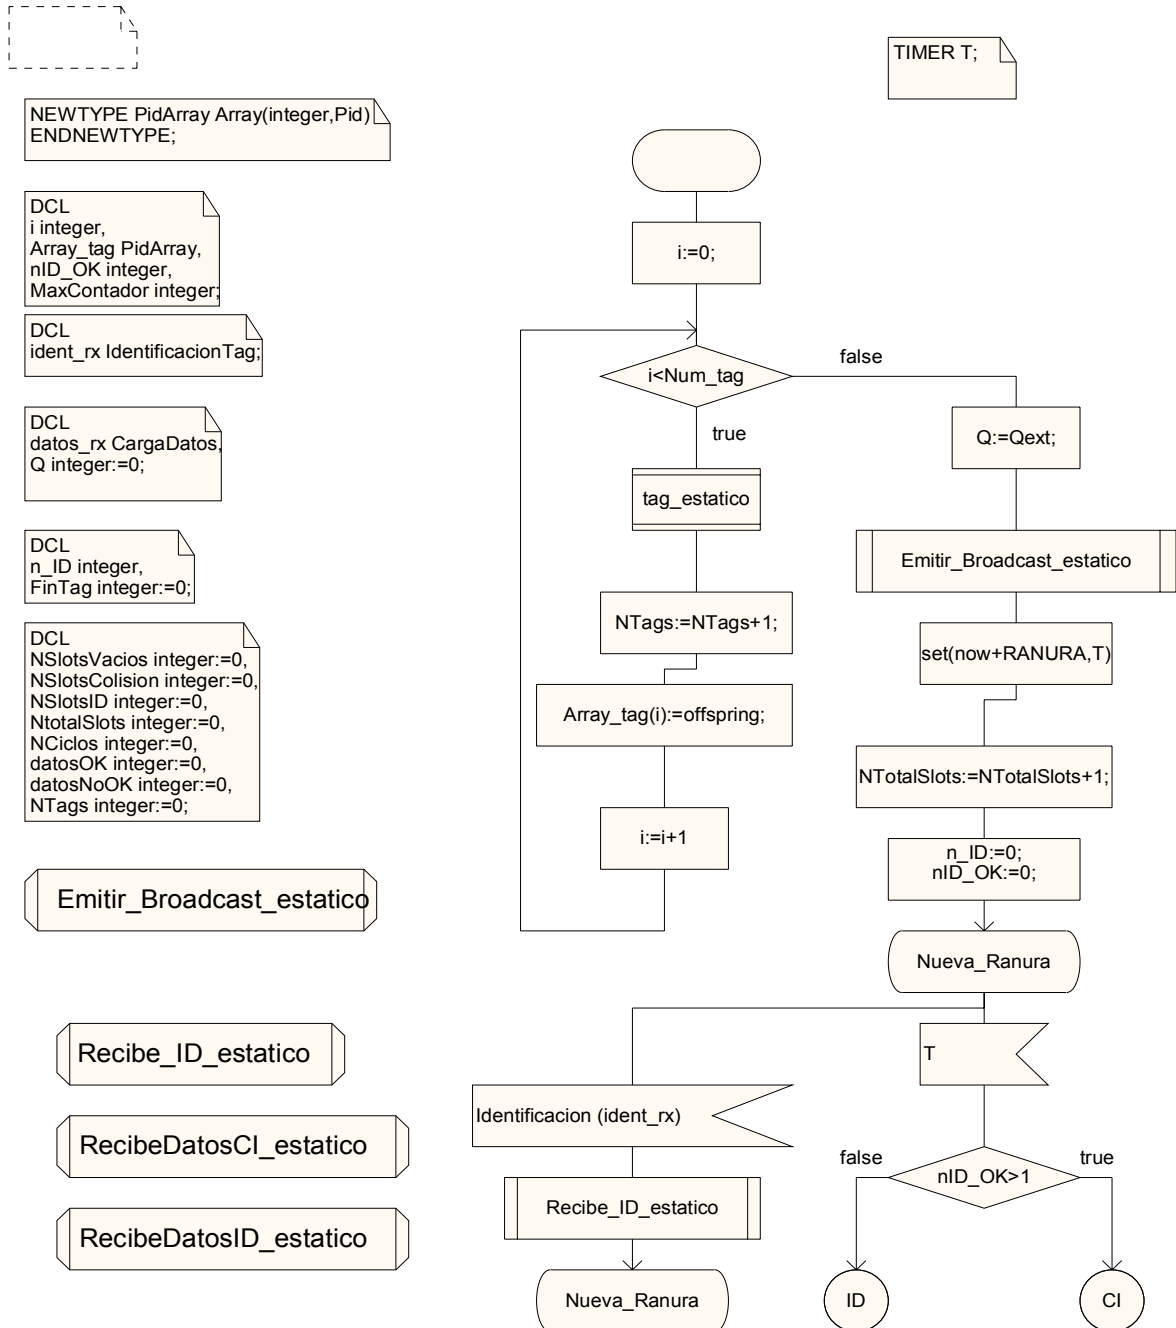 TIMER T;
NEWTYPE PidArray Array(integer,Pid)
ENDNEWTYPE;
DCL
i integer,
Array_tag PidArray,
nID_OK integer,
MaxContador integer;
DCL
ident_rx IdentificacionTag;
DCL
datos_rx CargaDatos,
Q integer:=0;
DCL
n_ID integer,
FinTag integer:=0;
DCL
NSlotsVacios integer:=0,
NSlotsColision integer:=0,
NSlotsID integer:=0,
NtotalSlots integer:=0,
NCiclos integer:=0,
datosOK integer:=0,
datosNoOK integer:=0,
NTags integer:=0;
Emitir_Broadcast_estatico
Recibe_ID_estatico
RecibeDatosCI_estatico
RecibeDatosID_estatico
i:=0;
i<Num_tag
false
true
tag_estatico
NTags:=NTags+1;
Array_tag(i):=offspring;
i:=i+1
Q:=Qext;
Emitir_Broadcast_estatico
set(now+RANURA,T)
NTotalSlots:=NTotalSlots+1;
n_ID:=0;
nID_OK:=0;
Nueva_Ranura
T
Identificacion (ident_rx)
Recibe_ID_estatico
Nueva_Ranura
false
nID_OK>1
true
ID
CI